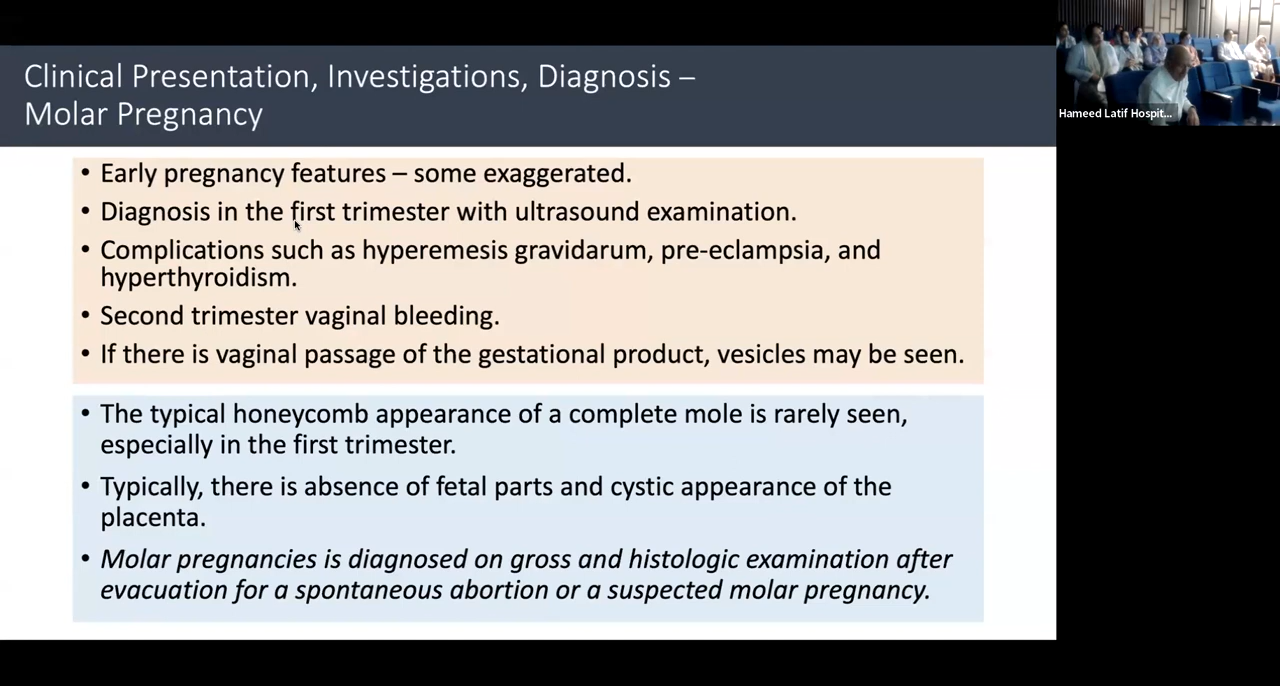 Clinical Presentation, Investigations, Diagnosis –
Molar Pregnancy
Hameed Latif Hospit...
• Early pregnancy features – some exaggerated.
• Diagnosis in the first trimester with ultrasound examination.
• Complications such as hyperemesis gravidarum, pre-eclampsia, and
hyperthyroidism.
• Second trimester vaginal bleeding.
• If there is vaginal passage of the gestational product, vesicles may be seen.
• The typical honeycomb appearance of a complete mole is rarely seen,
especially in the first trimester.
• Typically, there is absence of fetal parts and cystic appearance of the
placenta.
• Molar pregnancies is diagnosed on gross and histologic examination after
evacuation for a spontaneous abortion or a suspected molar pregnancy.